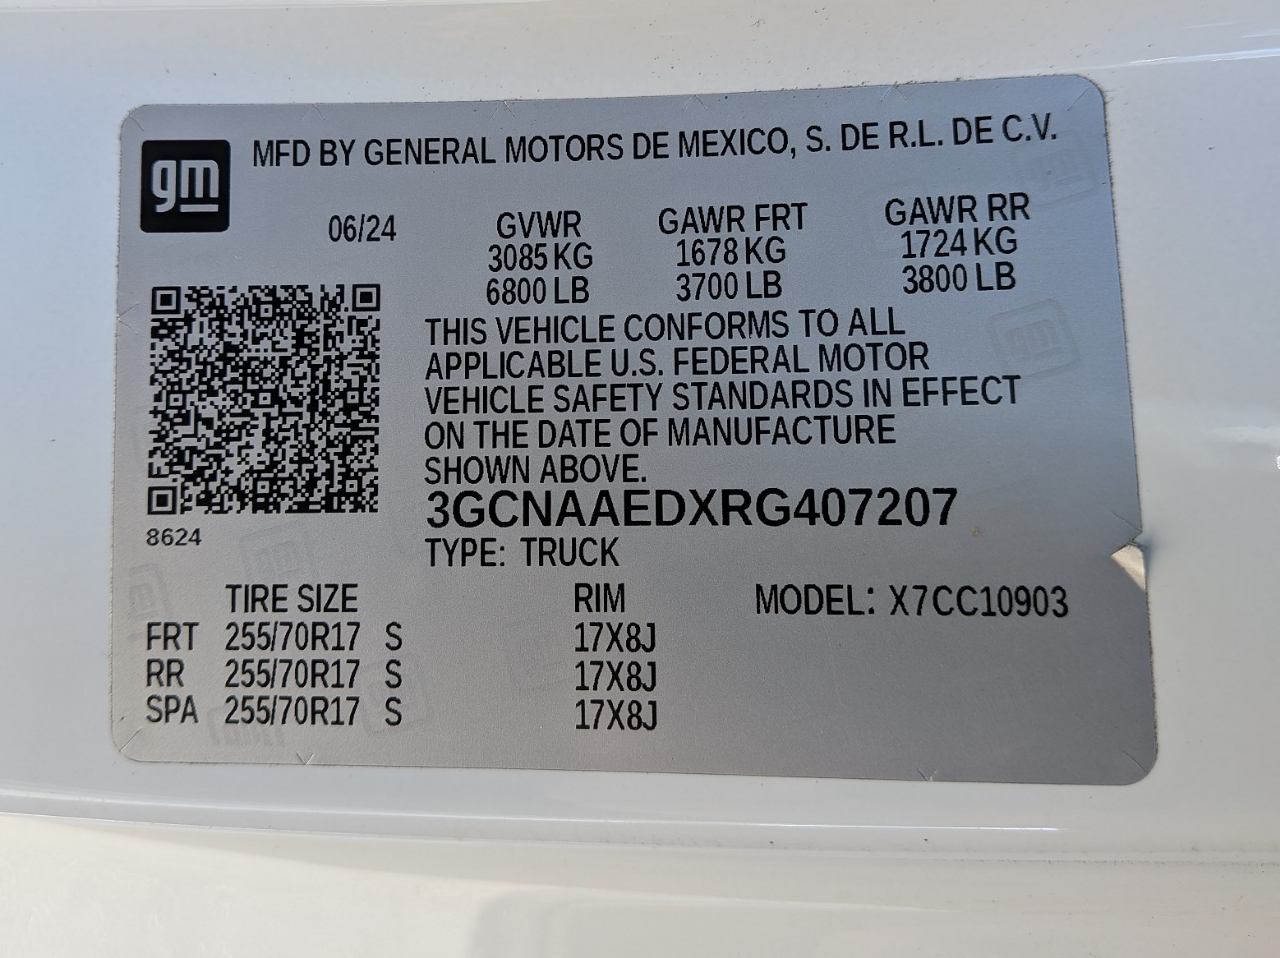 gm
MFD BY GENERAL MOTORS DE MEXICO, S. DE R.L. DE C.V.
06/24 GVWR GAWR FRT GAWR RR
3085 KG 1678 KG 1724 KG
6800 LB 3700 LB 3800 LB
THIS VEHICLE CONFORMS TO ALL
APPLICABLE U.S. FEDERAL MOTOR
VEHICLE SAFETY STANDARDS IN EFFECT
ON THE DATE OF MANUFACTURE
SHOWN ABOVE.
3GCNAAEDXRG407207
8624
TYPE: TRUCK
TIRE SIZE RIM MODEL: X7CC10903
FRT 255/70R17 S 17X8J
RR 255/70R17 S 17X8J
SPA 255/70R17 S 17X8J